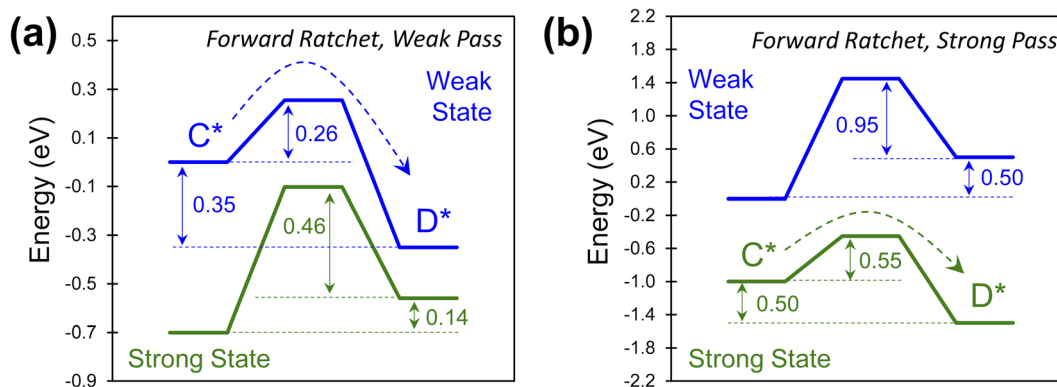 (a)
Energy (eV)
0.5
0.3
0.1
-0.1
-0.3
-0.5
-0.7
-0.9
Forward Ratchet, Weak Pass
Weak
State
C*
0.26
0.35
D*
0.46
0.14
Strong State
(b)
Energy (eV)
2.2
1.8
1.4
1.0
0.6
0.2
-0.2
-0.6
-1.0
-1.4
-1.8
-2.2
Forward Ratchet, Strong Pass
Weak
State
0.95
0.50
C*
0.55
0.50
D*
Strong State